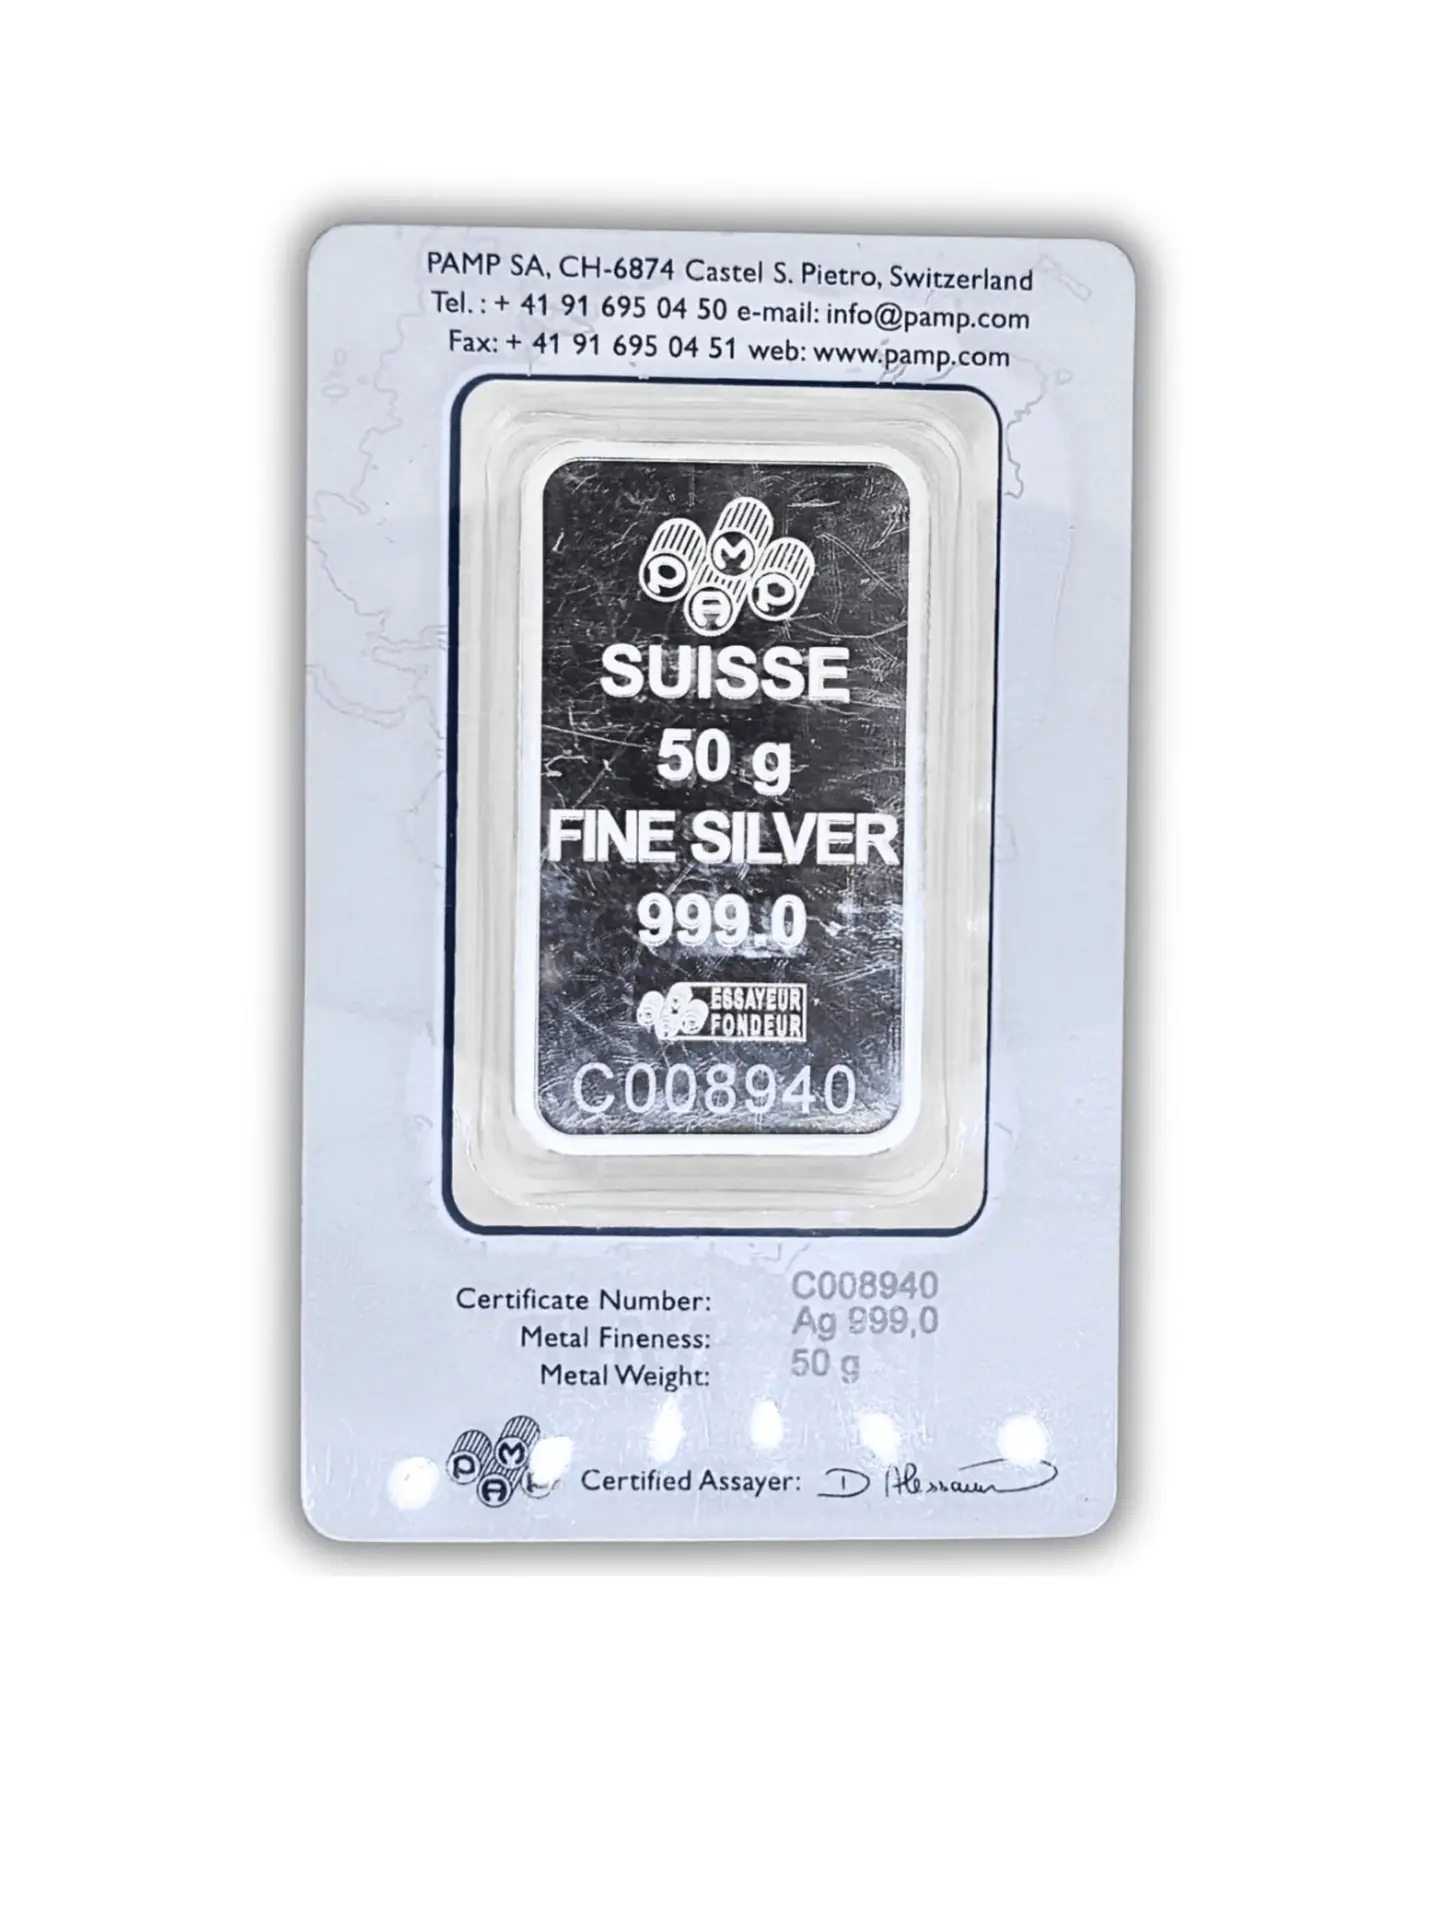 PAMP SA, CH-6874 Castel S. Pietro, Switzerland
Tel. : + 41 91 695 04 50 e-mail: info@pamp.com
Fax: + 41 91 695 04 51 web: www.pamp.com
PAMP
SUISSE
50 g
FINE SILVER
999.0
PAMP ESSAYEUR
FONDEUR
C008940
Certificate Number: C008940
Metal Fineness: Ag 999,0
Metal Weight: 50 g
PAMP Certified Assayer: